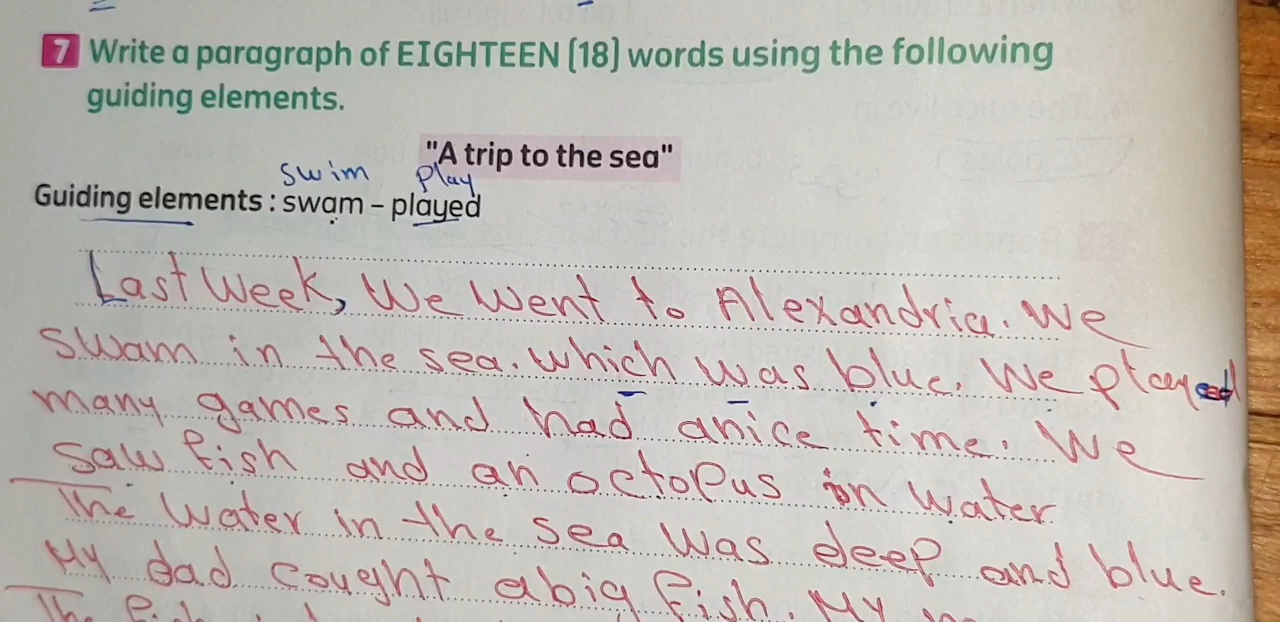 7 Write a paragraph of EIGHTEEN (18) words using the following
guiding elements.
"A trip to the sea"
swim play
Guiding elements : swam – played
Last Week, We Went to Alexandria. We
swam in the sea. which was blue. We played
many games and had a nice time. We
saw fish and an octopus in water
The Water in the sea was deep and blue.
My dad cought a big fish. My
The